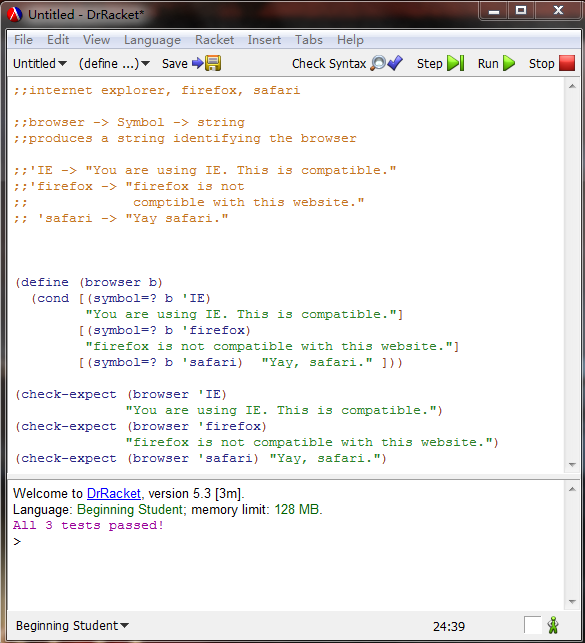 Untitled - DrRacket*
File Edit View Language Racket Insert Tabs Help
Untitled (define ...) Save Check Syntax Step Run Stop
;;internet explorer, firefox, safari
;;browser -> Symbol -> string
;;produces a string identifying the browser
;;'IE -> "You are using IE. This is compatible."
;;'firefox -> "firefox is not
;; comptible with this website."
;; 'safari -> "Yay safari."
(define (browser b)
(cond [(symbol=? b 'IE)
"You are using IE. This is compatible."]
[(symbol=? b 'firefox)
"firefox is not compatible with this website."]
[(symbol=? b 'safari) "Yay, safari." ]))
(check-expect (browser 'IE)
"You are using IE. This is compatible.")
(check-expect (browser 'firefox)
"firefox is not compatible with this website.")
(check-expect (browser 'safari) "Yay, safari.")
Welcome to DrRacket, version 5.3 [3m].
Language: Beginning Student; memory limit: 128 MB.
All 3 tests passed!
>
Beginning Student 24:39